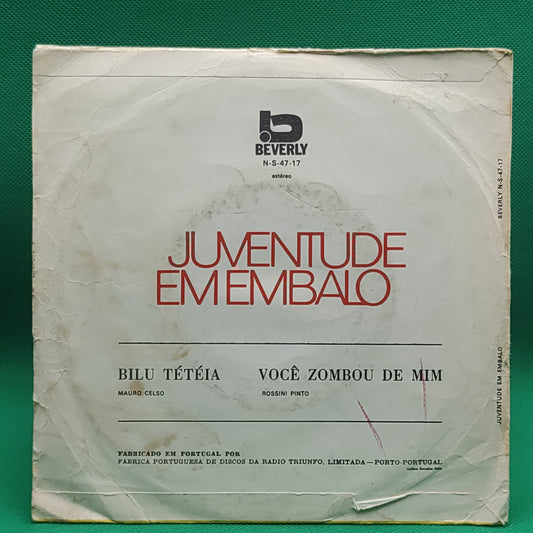 b
BEVERLY
N-S-47-17
estéreo
JUVENTUDE
EM EMBALO
BILU TÉTÉIA
MAURO CELSO
VOCÊ ZOMBOU DE MIM
ROSSINI PINTO
FABRICADO EM PORTUGAL POR
FABRICA PORTUGUESA DE DISCOS DA RADIO TRIUNFO, LIMITADA — PORTO-PORTUGAL
BEVERLY N-S-47-17
JUVENTUDE EM EMBALO